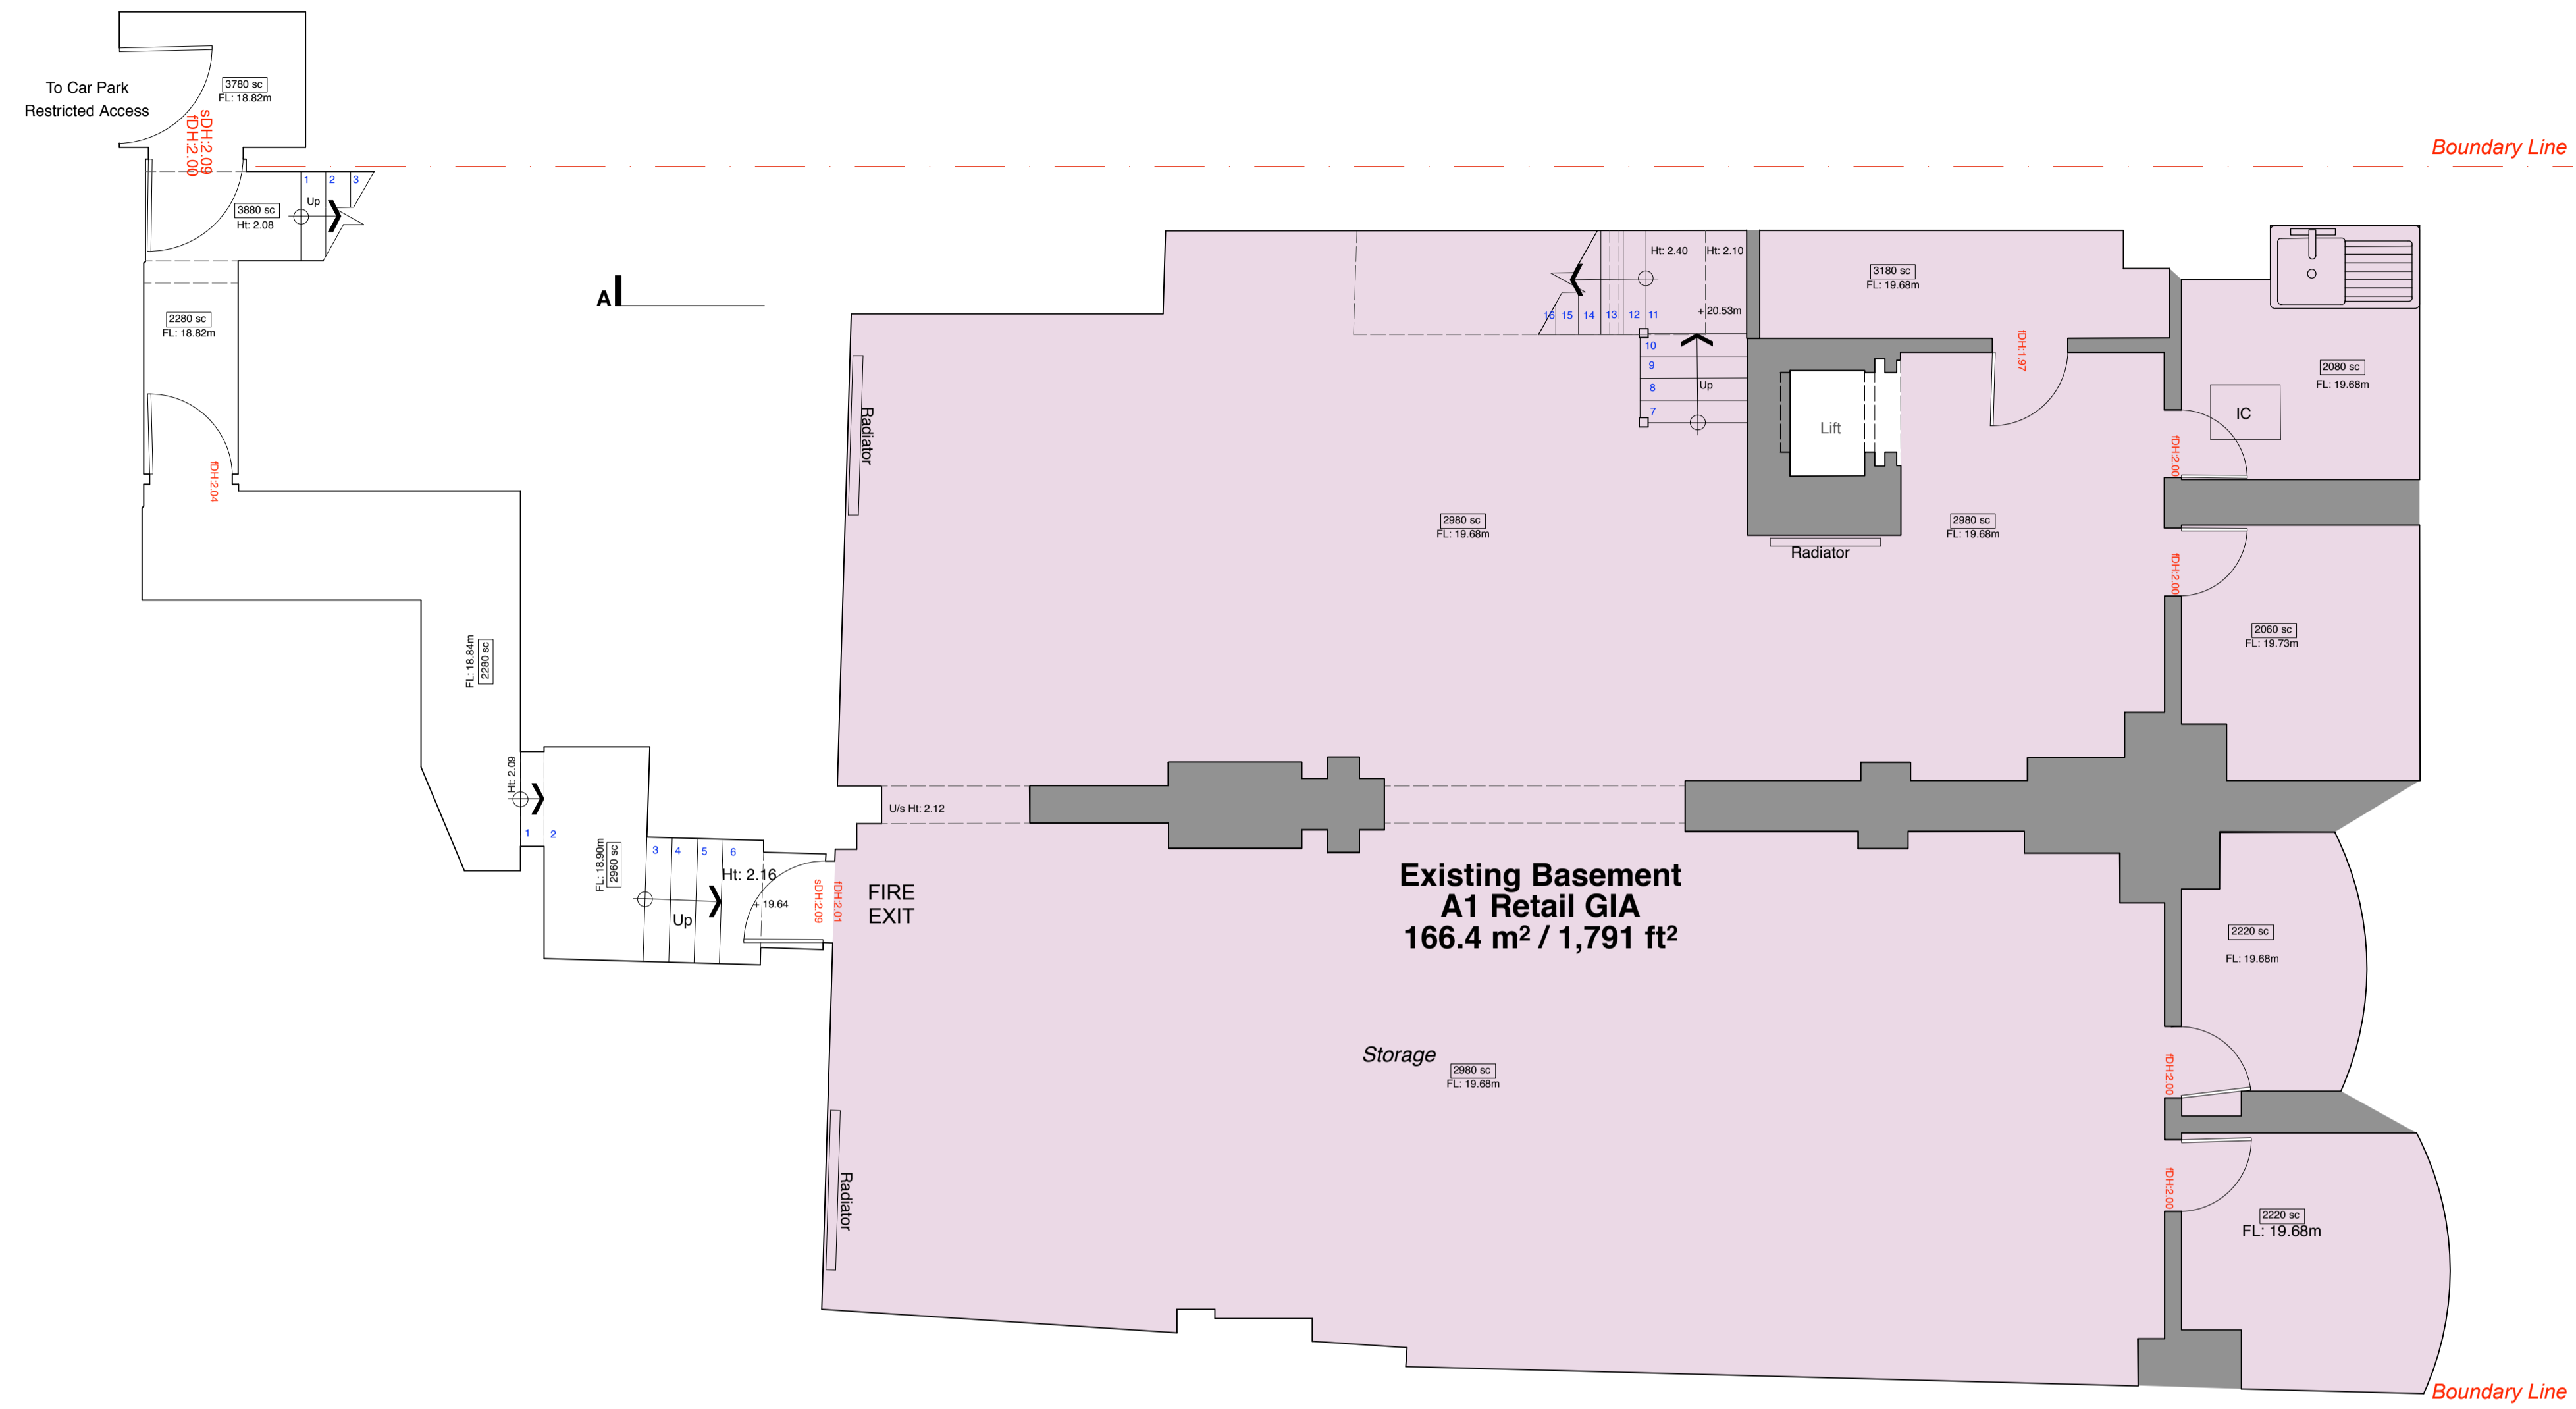 To Car Park
Restricted Access
3780 sc
FL: 18.82m
sDH:2.09
fDH:2.00
Boundary Line
1 2 3
Up
3880 sc
Ht: 2.08
A
2280 sc
FL: 18.82m
fDH:2.04
Ht: 2.40
Ht: 2.10
+ 20.53m
16 15 14 13 12 11
10
9
8
7
Up
3180 sc
FL: 19.68m
fDH:1.97
2080 sc
FL: 19.68m
IC
fDH:2.00
Lift
Radiator
2980 sc
FL: 19.68m
Radiator
2980 sc
FL: 19.68m
fDH:2.00
2060 sc
FL: 19.73m
FL: 18.84m
2280 sc
Ht: 2.09
1 2
FL: 18.90m
2960 sc
3 4 5 6
Ht: 2.16
Up
+ 19.64
sDH:2.09
fDH:2.01
FIRE
EXIT
U/s Ht: 2.12
Existing Basement
A1 Retail GIA
166.4 m² / 1,791 ft²
2220 sc
FL: 19.68m
Storage
2980 sc
FL: 19.68m
fDH:2.00
Radiator
fDH:2.00
2220 sc
FL: 19.68m
Boundary Line